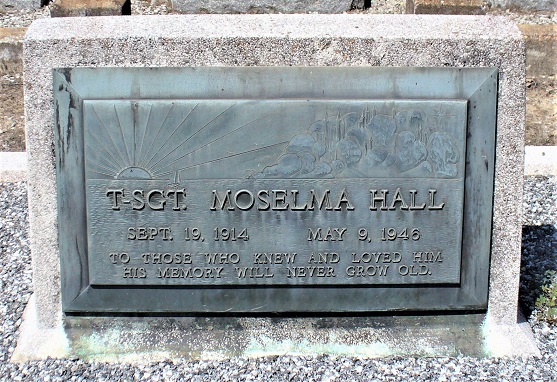 T-SGT. MOSELMA HALL
SEPT. 19, 1914 MAY 9, 1946
TO THOSE WHO KNEW AND LOVED HIM
HIS MEMORY WILL NEVER GROW OLD.